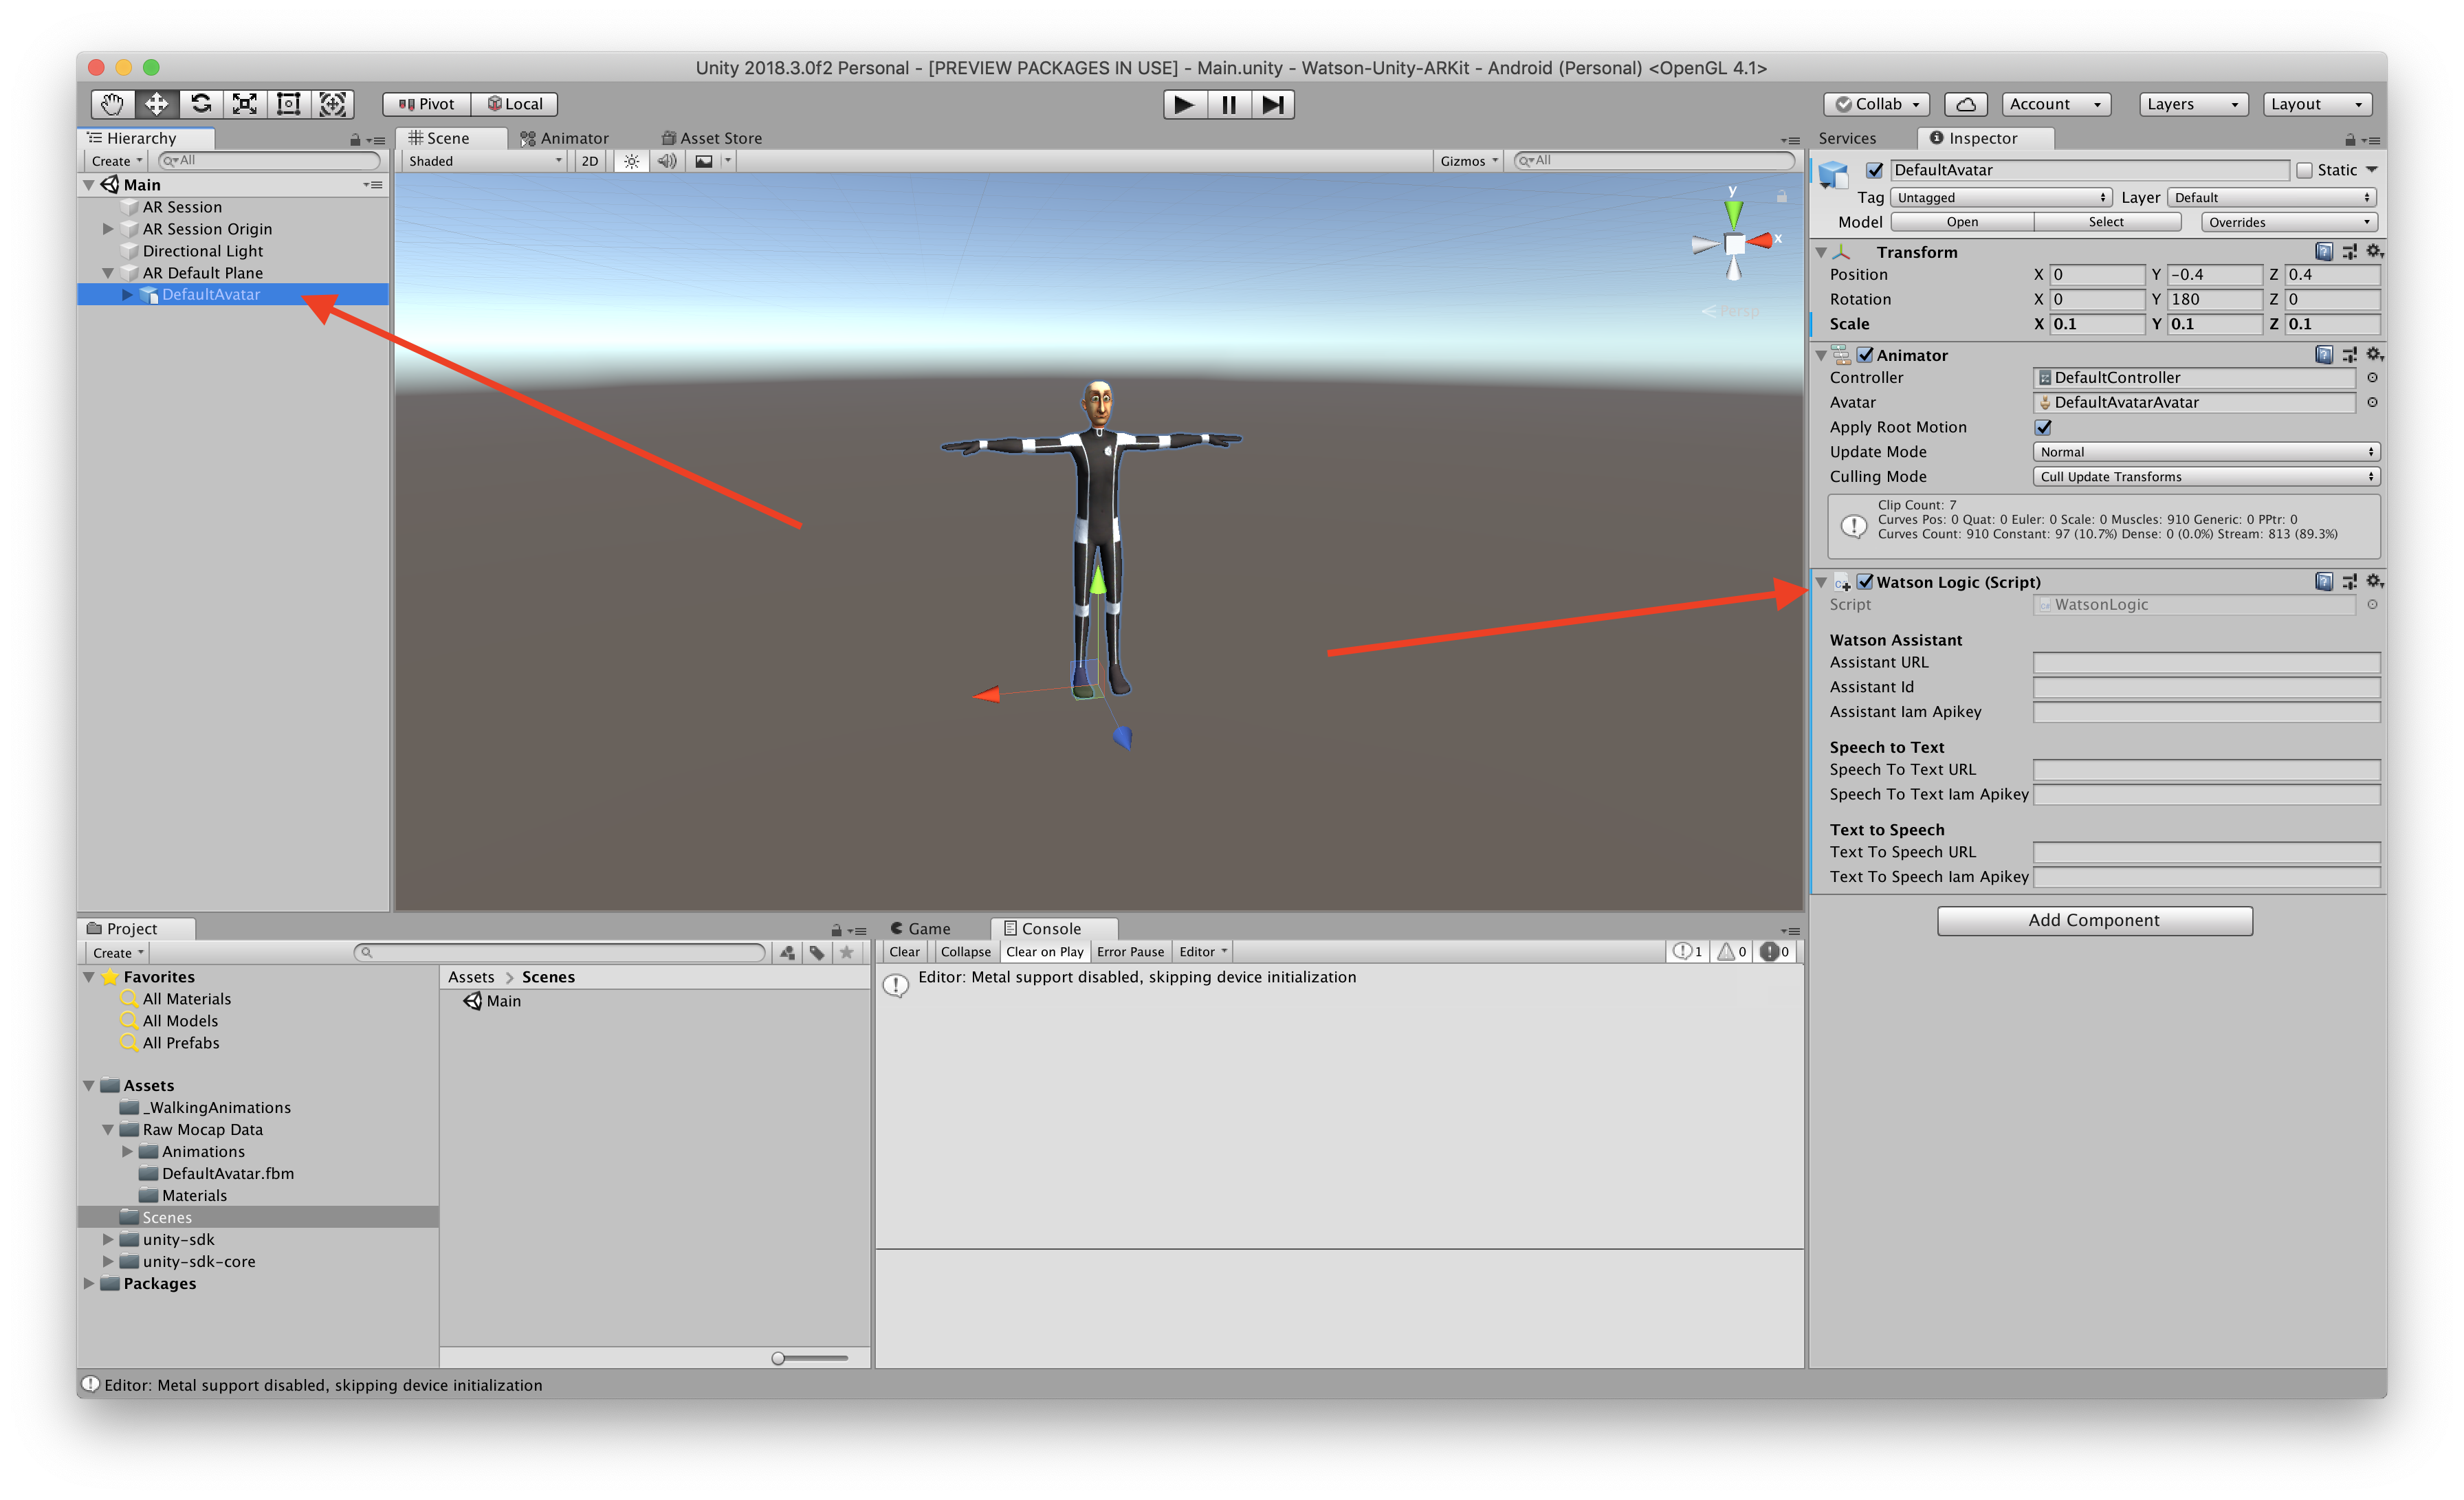 Unity 2018.3.0f2 Personal - [PREVIEW PACKAGES IN USE] - Main.unity - Watson-Unity-ARKit - Android (Personal) <OpenGL 4.1>
Pivot Local Collab Account Layers Layout
Hierarchy
Create All
Main
AR Session
AR Session Origin
Directional Light
AR Default Plane
DefaultAvatar
Scene Animator Asset Store
Shaded 2D Gizmos All
y
x
Persp
Services Inspector
DefaultAvatar Static
Tag Untagged Layer Default
Model Open Select Overrides
Transform
Position X 0 Y -0.4 Z 0.4
Rotation X 0 Y 180 Z 0
Scale X 0.1 Y 0.1 Z 0.1
Animator
Controller DefaultController
Avatar DefaultAvatarAvatar
Apply Root Motion
Update Mode Normal
Culling Mode Cull Update Transforms
Clip Count: 7
Curves Pos: 0 Quat: 0 Euler: 0 Scale: 0 Muscles: 910 Generic: 0 PPtr: 0
Curves Count: 910 Constant: 97 (10.7%) Dense: 0 (0.0%) Stream: 813 (89.3%)
Watson Logic (Script)
Script WatsonLogic
Watson Assistant
Assistant URL
Assistant Id
Assistant Iam Apikey
Speech to Text
Speech To Text URL
Speech To Text Iam Apikey
Text to Speech
Text To Speech URL
Text To Speech Iam Apikey
Add Component
Project
Create
Favorites
All Materials
All Models
All Prefabs
Assets
_WalkingAnimations
Raw Mocap Data
Animations
DefaultAvatar.fbm
Materials
Scenes
unity-sdk
unity-sdk-core
Packages
Assets > Scenes
Main
Game Console
Clear Collapse Clear on Play Error Pause Editor 1 0 0
Editor: Metal support disabled, skipping device initialization
Editor: Metal support disabled, skipping device initialization